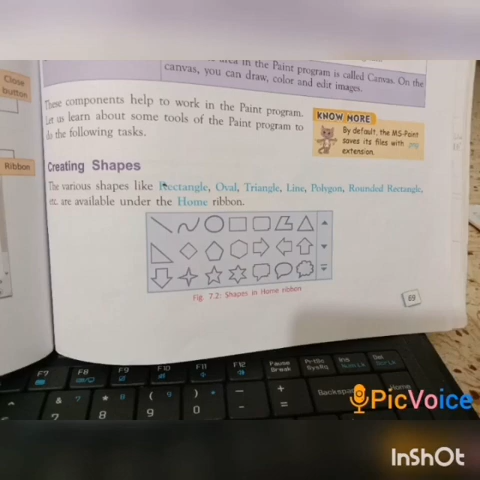 area in the Paint program is called Canvas. On the
canvas, you can draw, color and edit images.
Close
button
Ribbon
These components help to work in the Paint program.
Let us learn about some tools of the Paint program to
do the following tasks.
KNOW MORE
By default, the MS-Paint
saves its files with .png
extension.
Creating Shapes
The various shapes like Rectangle, Oval, Triangle, Line, Polygon, Rounded Rectangle,
etc. are available under the Home ribbon.
Fig. 7.2: Shapes in Home ribbon
69
F7 F8 F9 F10 F11 F12 Pause Break PrtSc SysRq Ins Del
& 7 * 8 ( 9 ) 0 - + =
Backspace Home
PicVoice
InShOt